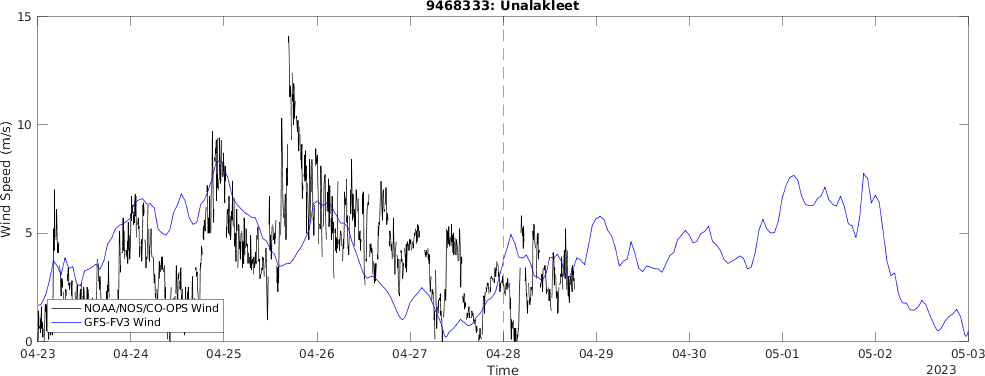 9468333: Unalakleet
15
10
5
0
Wind Speed (m/s)
NOAA/NOS/CO-OPS Wind
GFS-FV3 Wind
04-23 04-24 04-25 04-26 04-27 04-28 04-29 04-30 05-01 05-02 05-03
Time
2023